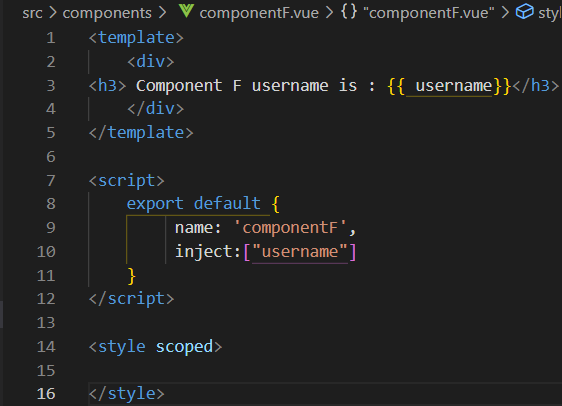 src > components > componentF.vue > {} "componentF.vue" > styl
1 <template>
2     <div>
3 <h3> Component F username is : {{ username}}</h3>
4     </div>
5 </template>
6
7 <script>
8     export default {
9         name: 'componentF',
10         inject:["username"]
11     }
12 </script>
13
14 <style scoped>
15
16 </style>